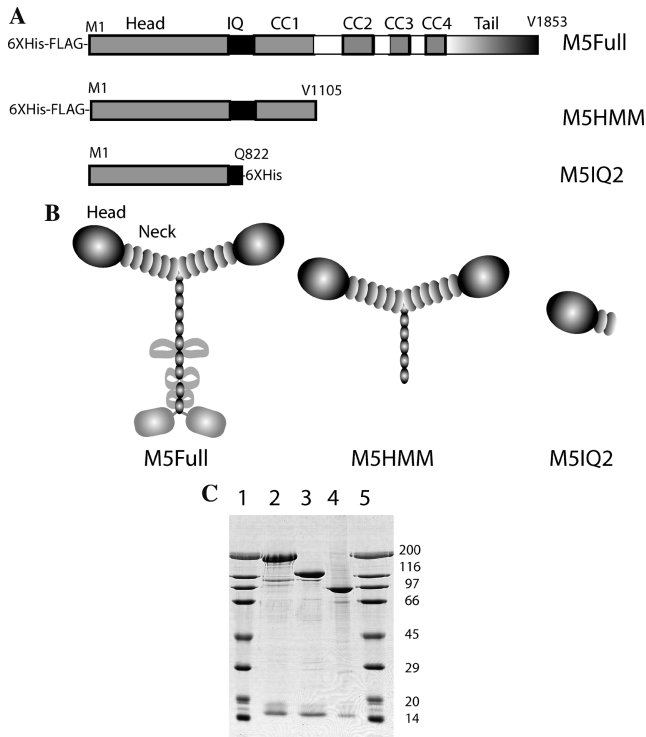 A
M1 Head IQ CC1 CC2 CC3 CC4 Tail V1853
6XHis-FLAG- M5Full
M1 V1105
6XHis-FLAG- M5HMM
M1 Q822
-6XHis M5IQ2
B
Head
Neck
M5Full M5HMM M5IQ2
C
1 2 3 4 5
200
116
97
66
45
29
20
14